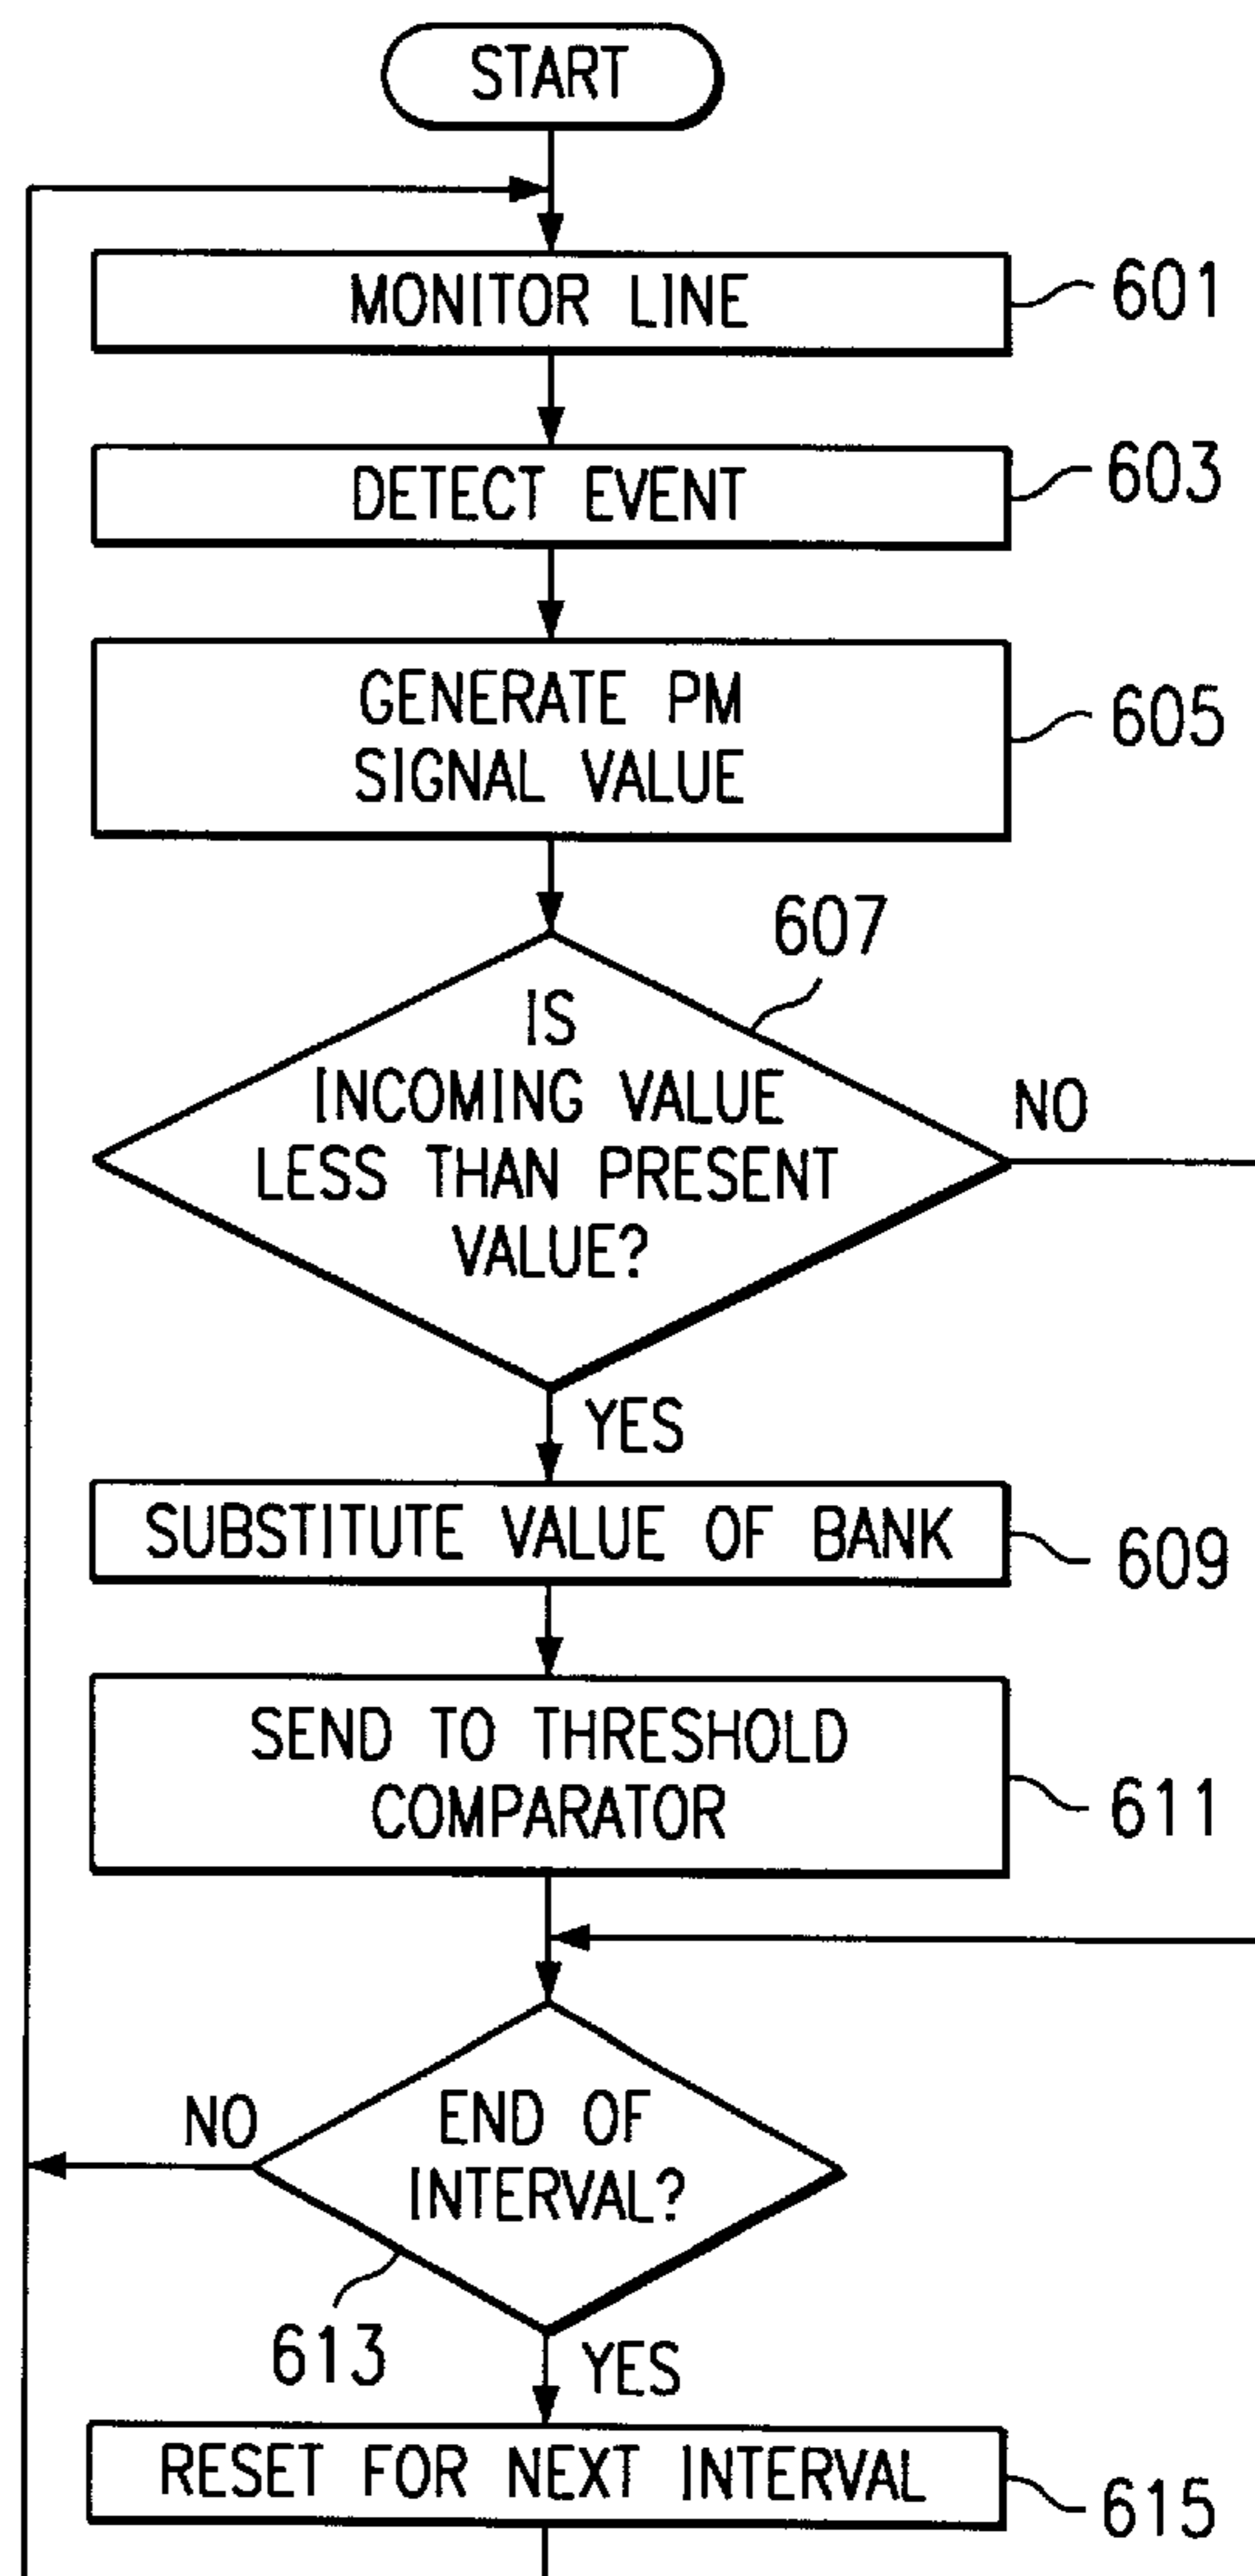 START
MONITOR LINE
601
DETECT EVENT
603
GENERATE PM
SIGNAL VALUE
605
607
IS
INCOMING VALUE
LESS THAN PRESENT
VALUE?
NO
YES
SUBSTITUTE VALUE OF BANK
609
SEND TO THRESHOLD
COMPARATOR
611
END OF
INTERVAL?
NO
613
YES
RESET FOR NEXT INTERVAL
615